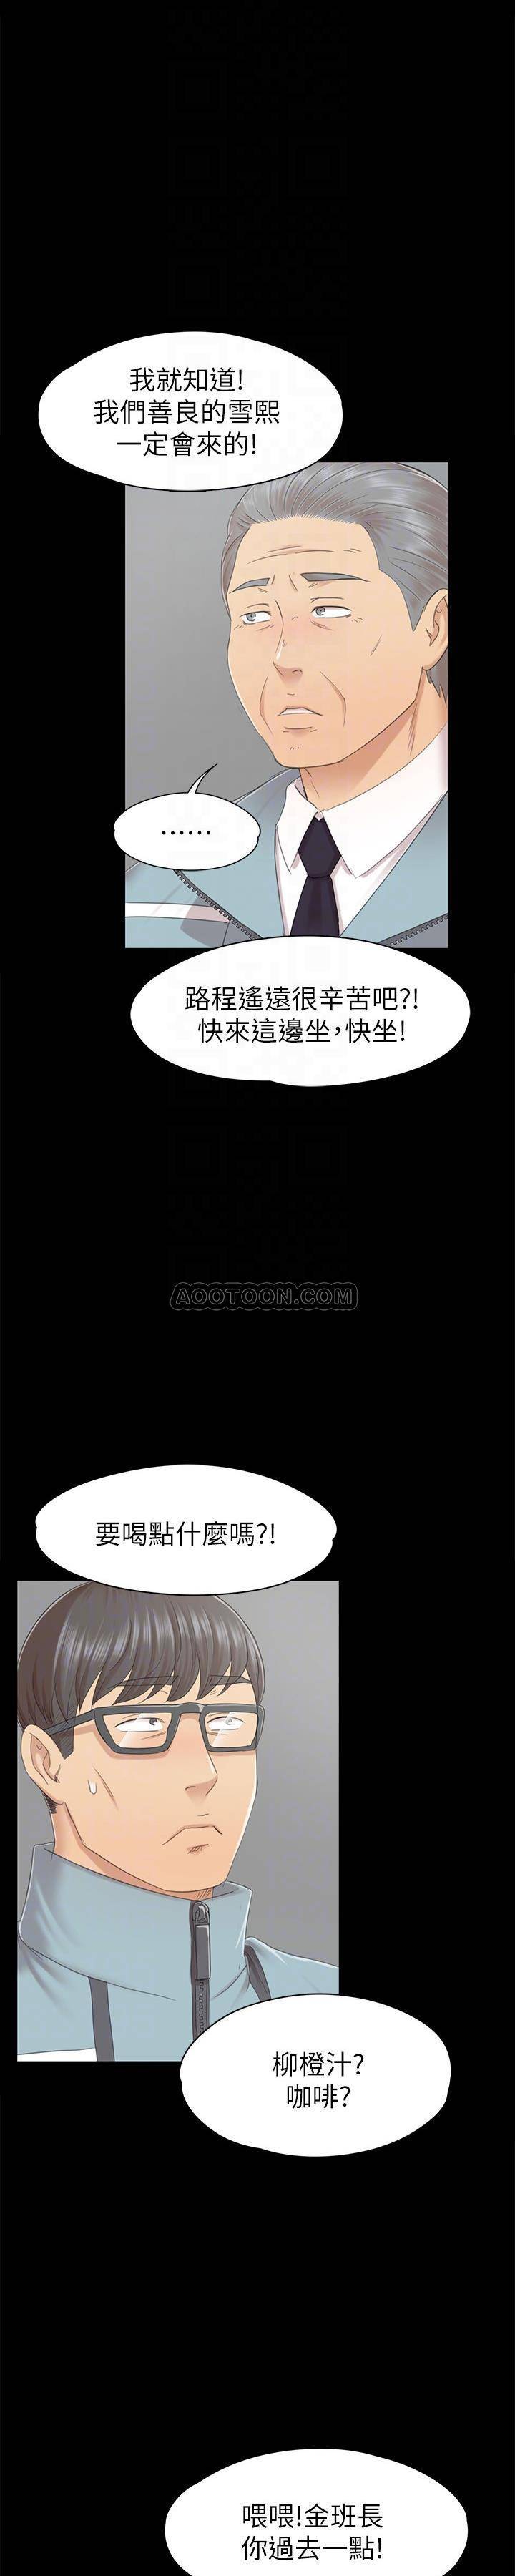 我就知道!
我們善良的雪熙
一定會來的!
⋯⋯
路程遙遠很辛苦吧?!
快來這邊坐，快坐!
AOOTOON.COM
要喝點什麼嗎?!
柳橙汁?
咖啡?
喂喂!金班長
你過去一點!